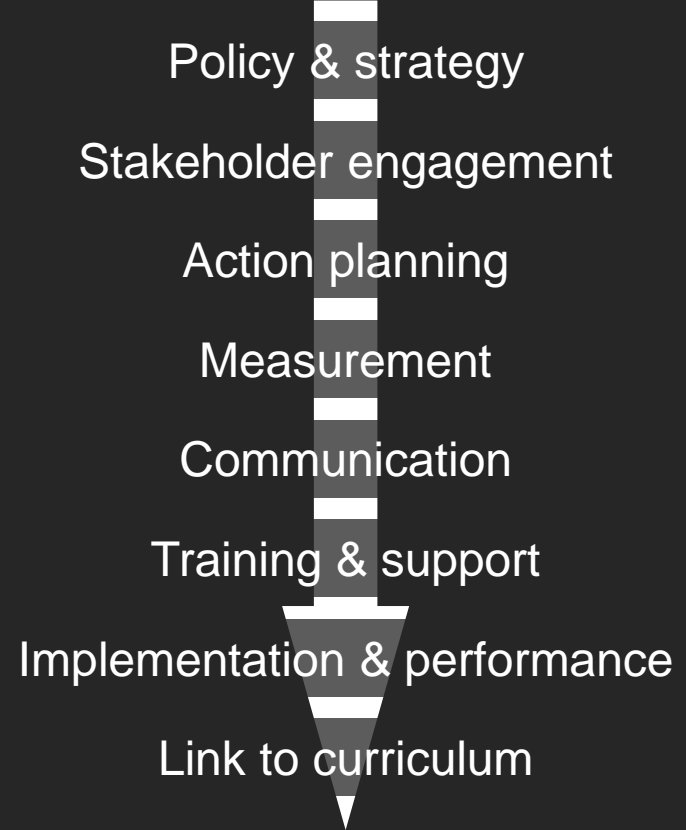 Policy & strategy
Stakeholder engagement
Action planning
Measurement
Communication
Training & support
Implementation & performance
Link to curriculum